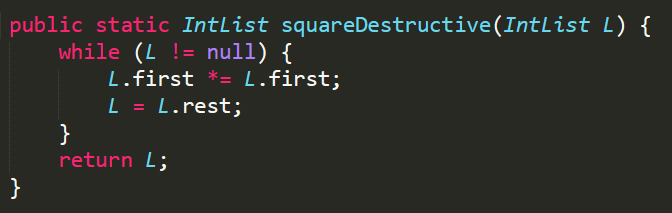 public static IntList squareDestructive(IntList L) {
    while (L != null) {
        L.first *= L.first;
        L = L.rest;
    }
    return L;
}